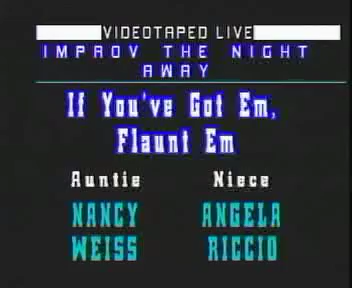 VIDEOTAPED LIVE
IMPROV THE NIGHT
AWAY
If You've Got Em,
Flaunt Em
Auntie Niece
NANCY ANGELA
WEISS RICCIO